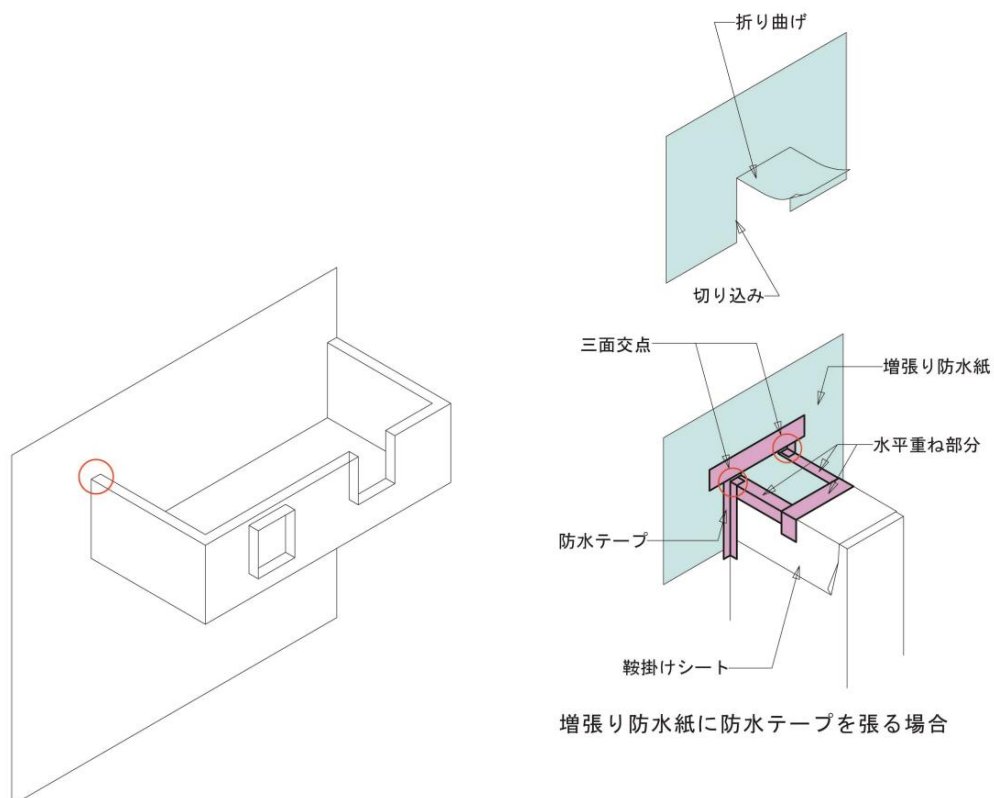 折り曲げ
切り込み
三面交点
増張り防水紙
水平重ね部分
防水テープ
鞍掛けシート
増張り防水紙に防水テープを張る場合